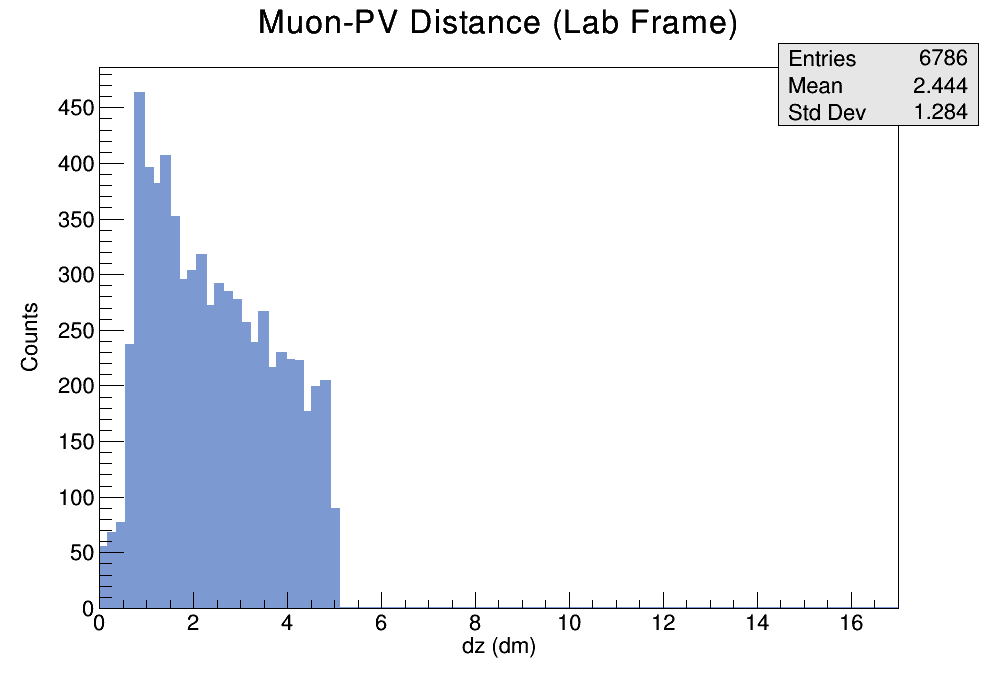 Muon-PV Distance (Lab Frame)
Entries 6786
Mean 2.444
Std Dev 1.284
450
400
350
300
250
200
150
100
50
0
Counts
0 2 4 6 8 10 12 14 16
dz (dm)